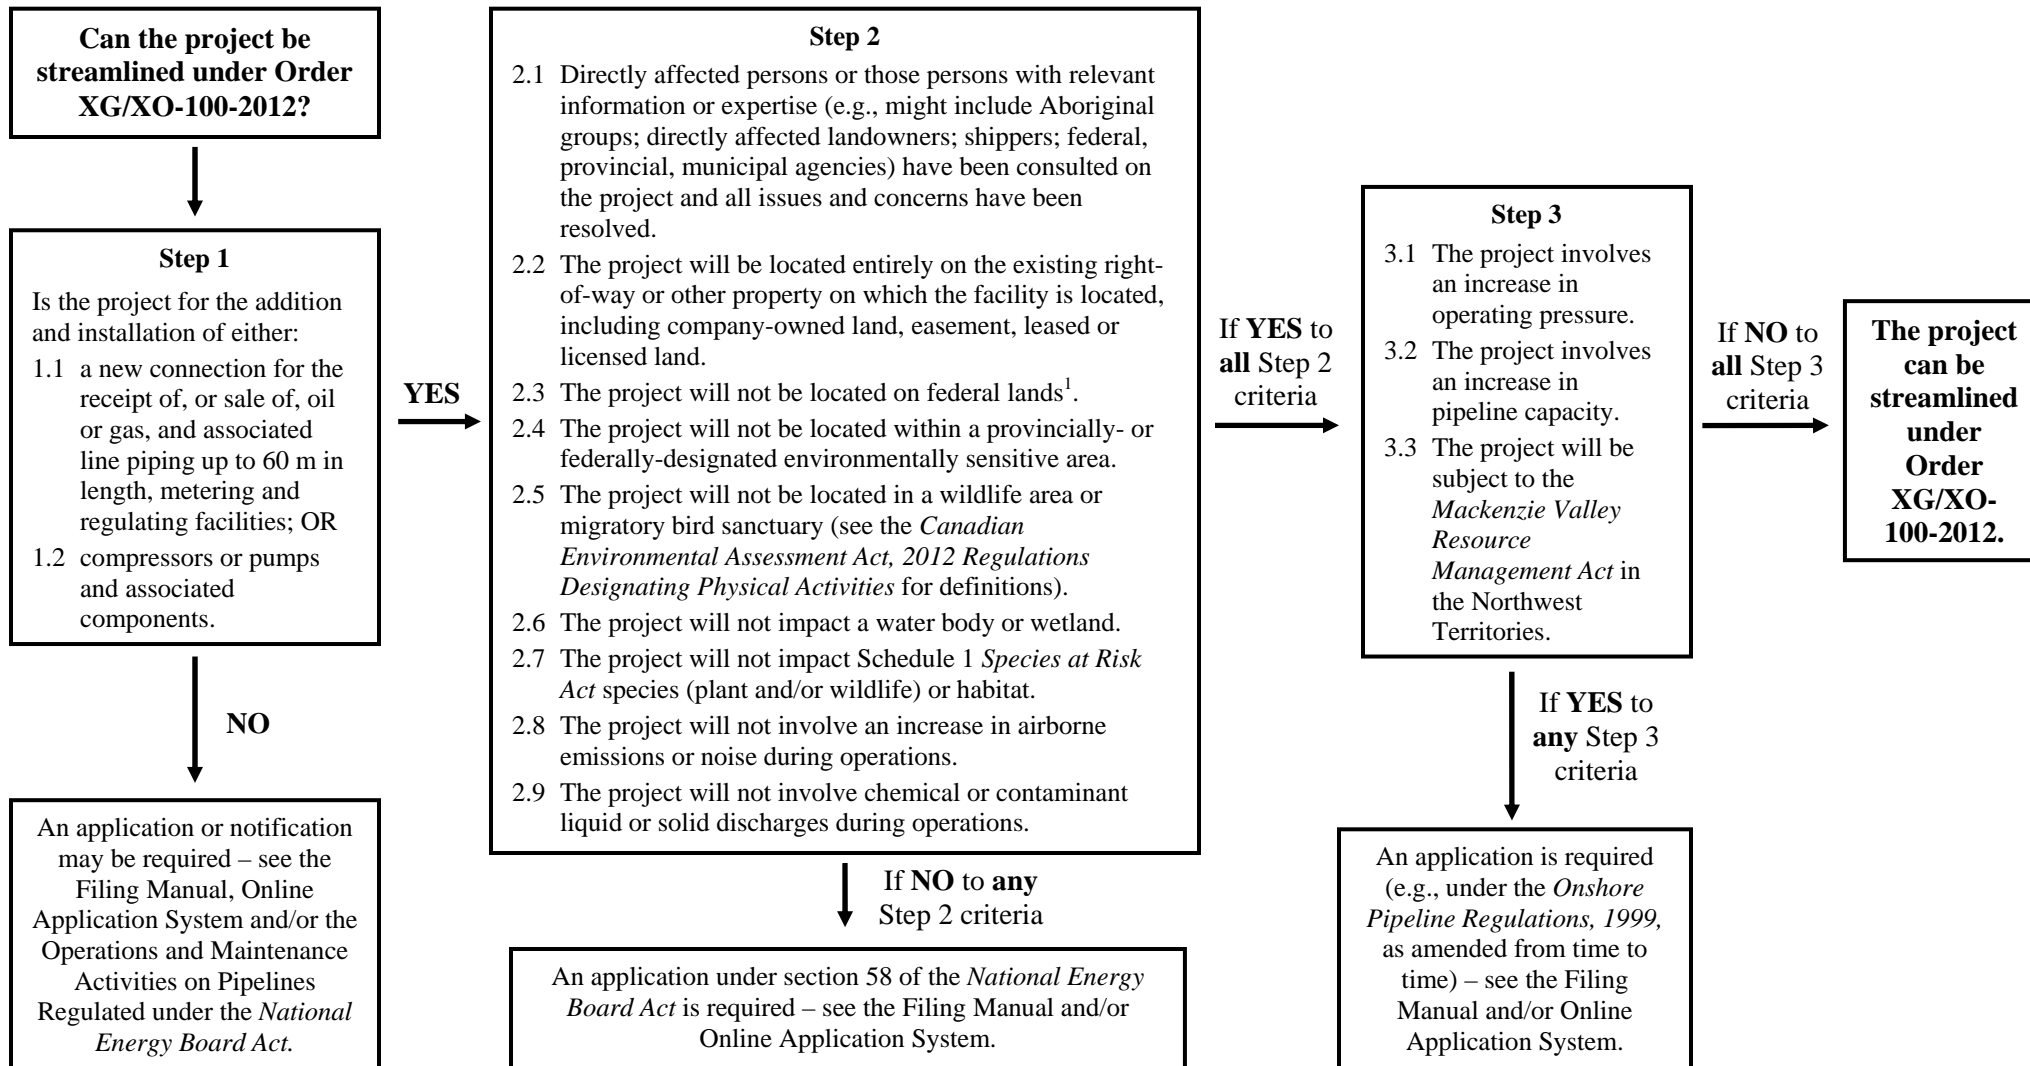 Can the project be
streamlined under Order
XG/XO-100-2012?
Step 1
Is the project for the addition
and installation of either:
1.1 a new connection for the
receipt of, or sale of, oil
or gas, and associated
line piping up to 60 m in
length, metering and
regulating facilities; OR
1.2 compressors or pumps
and associated
components.
NO
An application or notification
may be required – see the
Filing Manual, Online
Application System and/or the
Operations and Maintenance
Activities on Pipelines
Regulated under the National
Energy Board Act.
YES
Step 2
2.1 Directly affected persons or those persons with relevant
information or expertise (e.g., might include Aboriginal
groups; directly affected landowners; shippers; federal,
provincial, municipal agencies) have been consulted on
the project and all issues and concerns have been
resolved.
2.2 The project will be located entirely on the existing right-
of-way or other property on which the facility is located,
including company-owned land, easement, leased or
licensed land.
2.3 The project will not be located on federal lands1.
2.4 The project will not be located within a provincially- or
federally-designated environmentally sensitive area.
2.5 The project will not be located in a wildlife area or
migratory bird sanctuary (see the Canadian
Environmental Assessment Act, 2012 Regulations
Designating Physical Activities for definitions).
2.6 The project will not impact a water body or wetland.
2.7 The project will not impact Schedule 1 Species at Risk
Act species (plant and/or wildlife) or habitat.
2.8 The project will not involve an increase in airborne
emissions or noise during operations.
2.9 The project will not involve chemical or contaminant
liquid or solid discharges during operations.
If NO to any
Step 2 criteria
An application under section 58 of the National Energy
Board Act is required – see the Filing Manual and/or
Online Application System.
If YES to
all Step 2
criteria
Step 3
3.1 The project involves
an increase in
operating pressure.
3.2 The project involves
an increase in
pipeline capacity.
3.3 The project will be
subject to the
Mackenzie Valley
Resource
Management Act in
the Northwest
Territories.
If YES to
any Step 3
criteria
An application is required
(e.g., under the Onshore
Pipeline Regulations, 1999,
as amended from time to
time) – see the Filing
Manual and/or Online
Application System.
If NO to
all Step 3
criteria
The project
can be
streamlined
under
Order
XG/XO-
100-2012.